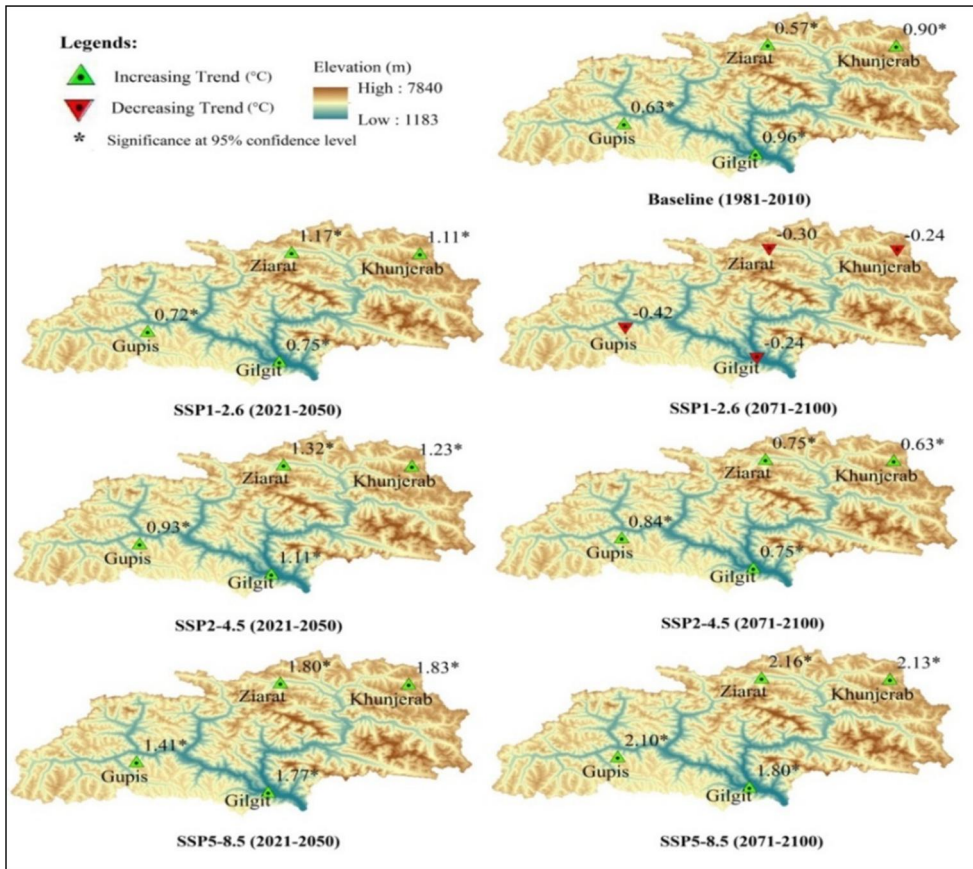 Legends:
Increasing Trend (°C)
Decreasing Trend (°C)
* Significance at 95% confidence level
Elevation (m)
High : 7840
Low : 1183
0.57*
Ziarat
0.90*
Khunjerab
0.63*
Gupis
0.96*
Gilgit
Baseline (1981-2010)
1.17*
Ziarat
1.11*
Khunjerab
0.72*
Gupis
0.75*
Gilgit
SSP1-2.6 (2021-2050)
-0.30
Ziarat
-0.24
Khunjerab
-0.42
Gupis
-0.24
Gilgit
SSP1-2.6 (2071-2100)
1.32*
Ziarat
1.23*
Khunjerab
0.93*
Gupis
1.11*
Gilgit
SSP2-4.5 (2021-2050)
0.75*
Ziarat
0.63*
Khunjerab
0.84*
Gupis
0.75*
Gilgit
SSP2-4.5 (2071-2100)
1.80*
Ziarat
1.83*
Khunjerab
1.41*
Gupis
1.77*
Gilgit
SSP5-8.5 (2021-2050)
2.16*
Ziarat
2.13*
Khunjerab
2.10*
Gupis
1.80*
Gilgit
SSP5-8.5 (2071-2100)